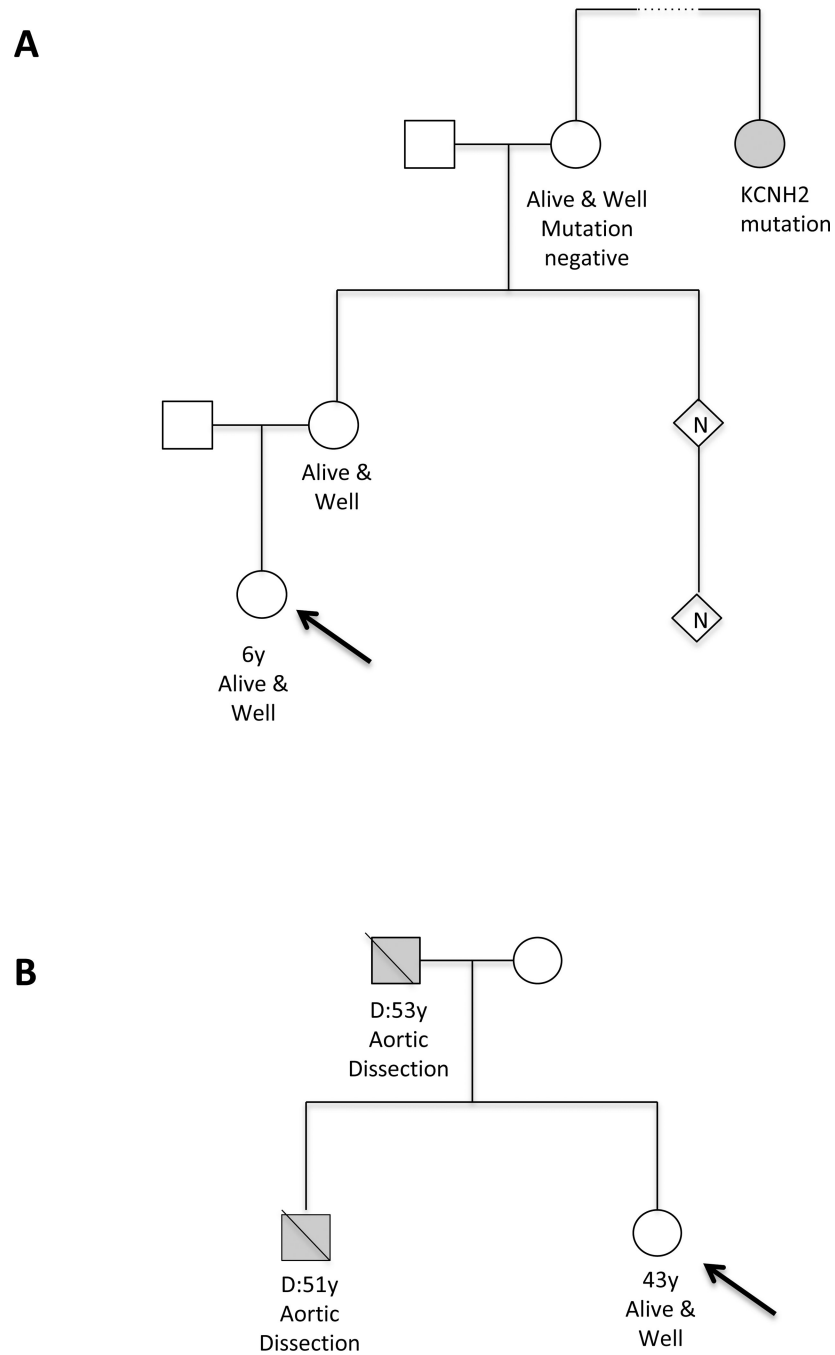 A
Alive & Well
Mutation
negative
KCNH2
mutation
N
Alive &
Well
N
6y
Alive &
Well
B
D:53y
Aortic
Dissection
D:51y
Aortic
Dissection
43y
Alive &
Well